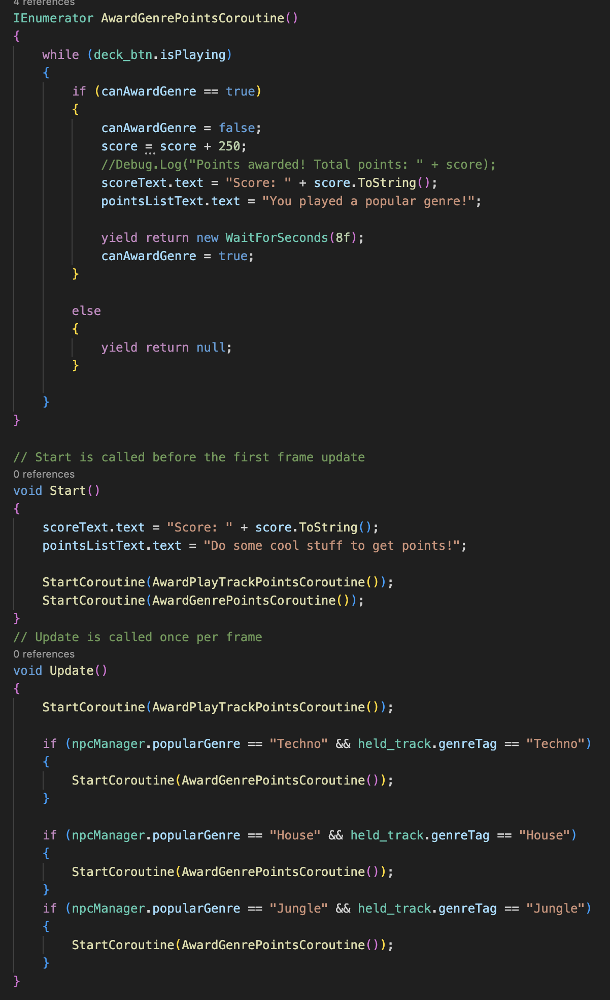 4 references
IEnumerator AwardGenrePointsCoroutine()
{
    while (deck_btn.isPlaying)
    {
        if (canAwardGenre == true)
        {
            canAwardGenre = false;
            score = score + 250;
            //Debug.Log("Points awarded! Total points: " + score);
            scoreText.text = "Score: " + score.ToString();
            pointsListText.text = "You played a popular genre!";

            yield return new WaitForSeconds(8f);
            canAwardGenre = true;
        }

        else
        {
            yield return null;
        }

    }
}

// Start is called before the first frame update
0 references
void Start()
{
    scoreText.text = "Score: " + score.ToString();
    pointsListText.text = "Do some cool stuff to get points!";

    StartCoroutine(AwardPlayTrackPointsCoroutine());
    StartCoroutine(AwardGenrePointsCoroutine());
}
// Update is called once per frame
0 references
void Update()
{
    StartCoroutine(AwardPlayTrackPointsCoroutine());

    if (npcManager.popularGenre == "Techno" && held_track.genreTag == "Techno")
    {
        StartCoroutine(AwardGenrePointsCoroutine());
    }

    if (npcManager.popularGenre == "House" && held_track.genreTag == "House")
    {
        StartCoroutine(AwardGenrePointsCoroutine());
    }
    if (npcManager.popularGenre == "Jungle" && held_track.genreTag == "Jungle")
    {
        StartCoroutine(AwardGenrePointsCoroutine());
    }
}